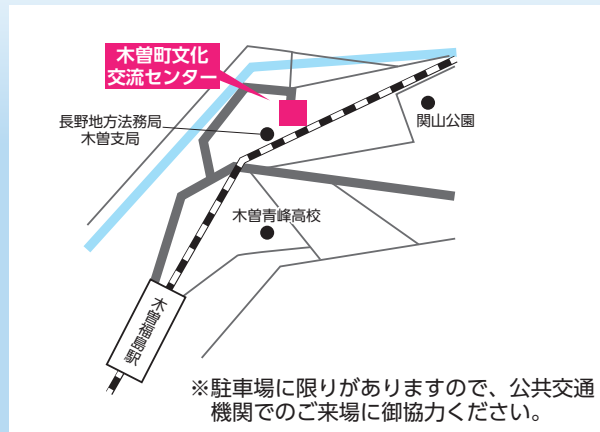 木曽町文化
交流センター
長野地方法務局
木曽支局
関山公園
木曽青峰高校
木曽福島駅
※駐車場に限りがありますので、公共交通
機関でのご来場に御協力ください。